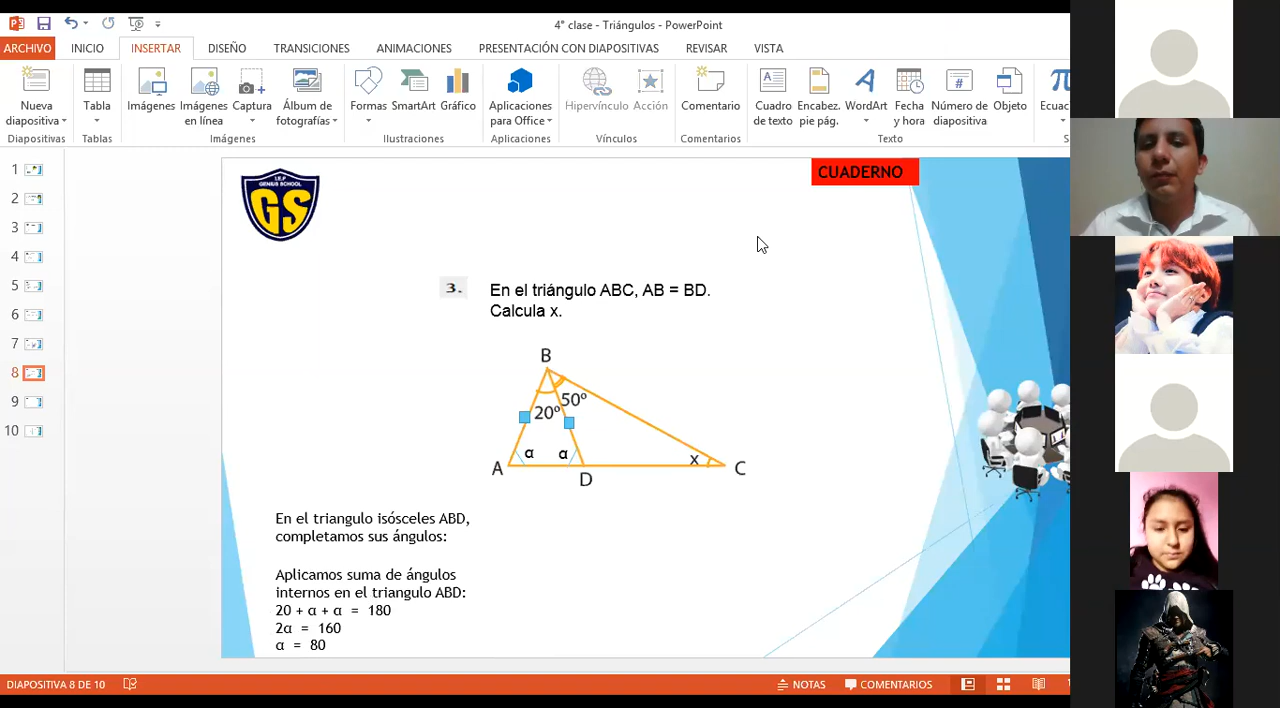 4° clase - Triángulos - PowerPoint
ARCHIVO INICIO INSERTAR DISEÑO TRANSICIONES ANIMACIONES PRESENTACIÓN CON DIAPOSITIVAS REVISAR VISTA
Nueva diapositiva
Diapositivas
Tabla
Tablas
Imágenes
Imágenes en línea
Captura
Álbum de fotografías
Imágenes
Formas
SmartArt
Gráfico
Ilustraciones
Aplicaciones para Office
Aplicaciones
Hipervínculo
Acción
Vínculos
Comentario
Comentarios
Cuadro de texto
Encabez. pie pág.
WordArt
Fecha y hora
Número de diapositiva
Objeto
Texto
Ecuac
S
1
2
3
4
5
6
7
8
9
10
I.E.P
GENIUS SCHOOL
GS
CUADERNO
3.
En el triángulo ABC, AB = BD.
Calcula x.
B
50º
20º
α
α
x
A
D
C
En el triangulo isósceles ABD,
completamos sus ángulos:
Aplicamos suma de ángulos
internos en el triangulo ABD:
20 + α + α = 180
2α = 160
α = 80
DIAPOSITIVA 8 DE 10
NOTAS
COMENTARIOS